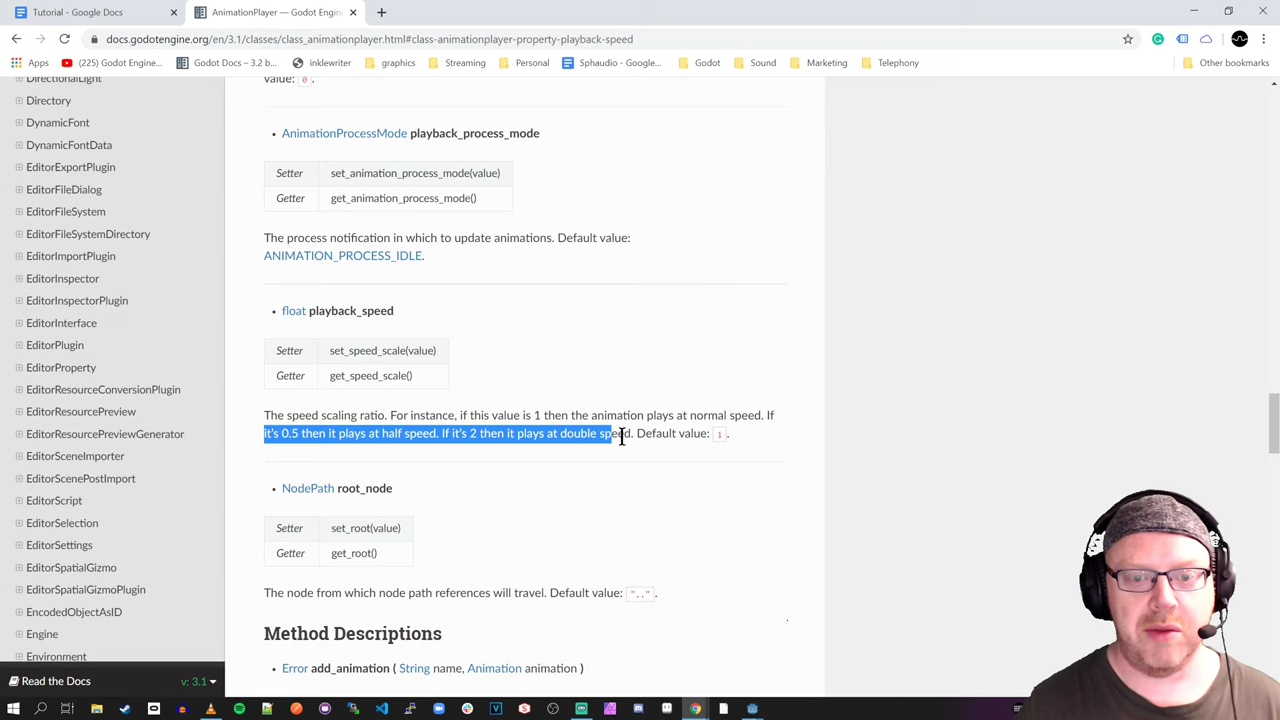 Tutorial - Google Docs
AnimationPlayer — Godot Engin
docs.godotengine.org/en/3.1/classes/class_animationplayer.html#class-animationplayer-property-playback-speed
Apps
(225) Godot Engine...
Godot Docs – 3.2 b...
inklewriter
graphics
Streaming
Personal
Sphaudio - Google...
Godot
Sound
Marketing
Telephony
Other bookmarks
DirectionalLight
Directory
DynamicFont
DynamicFontData
EditorExportPlugin
EditorFileDialog
EditorFileSystem
EditorFileSystemDirectory
EditorImportPlugin
EditorInspector
EditorInspectorPlugin
EditorInterface
EditorPlugin
EditorProperty
EditorResourceConversionPlugin
EditorResourcePreview
EditorResourcePreviewGenerator
EditorSceneImporter
EditorScenePostImport
EditorScript
EditorSelection
EditorSettings
EditorSpatialGizmo
EditorSpatialGizmoPlugin
EncodedObjectAsID
Engine
Environment
Read the Docs v: 3.1
value: 0.
AnimationProcessMode playback_process_mode
Setter set_animation_process_mode(value)
Getter get_animation_process_mode()
The process notification in which to update animations. Default value:
ANIMATION_PROCESS_IDLE.
float playback_speed
Setter set_speed_scale(value)
Getter get_speed_scale()
The speed scaling ratio. For instance, if this value is 1 then the animation plays at normal speed. If
it's 0.5 then it plays at half speed. If it's 2 then it plays at double speed. Default value: 1.
NodePath root_node
Setter set_root(value)
Getter get_root()
The node from which node path references will travel. Default value: "..".
Method Descriptions
Error add_animation ( String name, Animation animation )